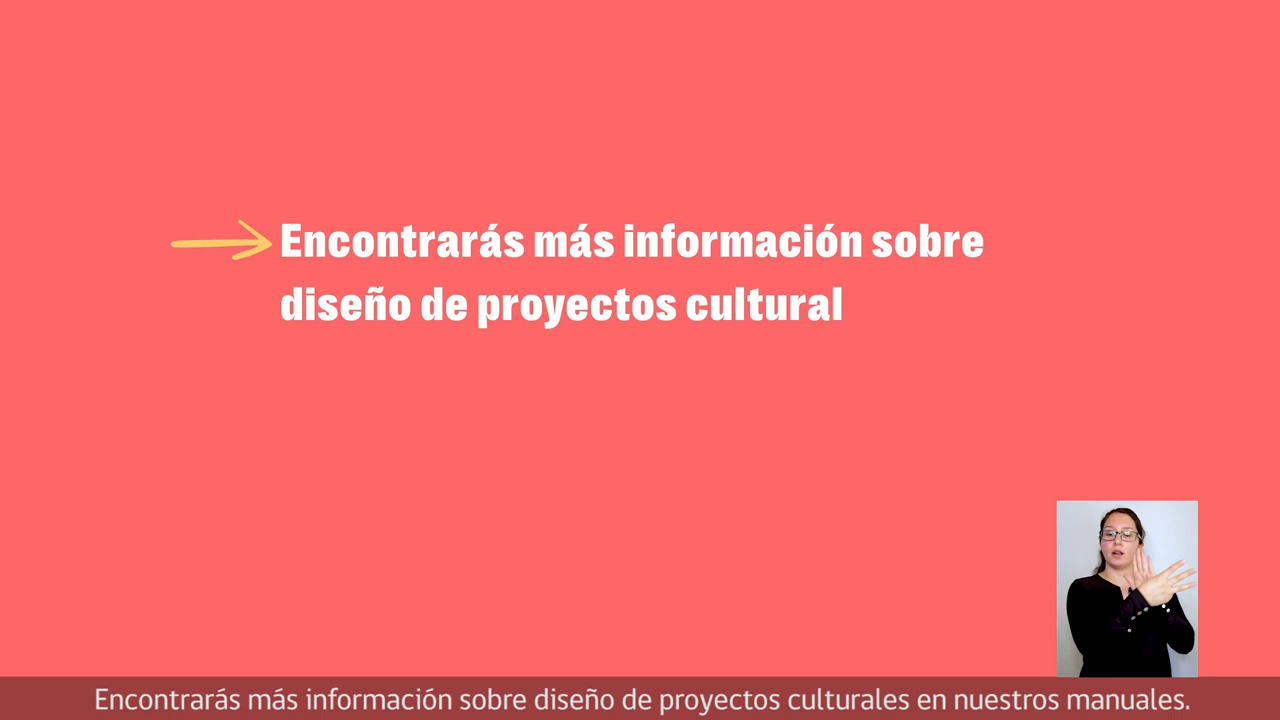 Encontrarás más información sobre
diseño de proyectos cultural
Encontrarás más información sobre diseño de proyectos culturales en nuestros manuales.